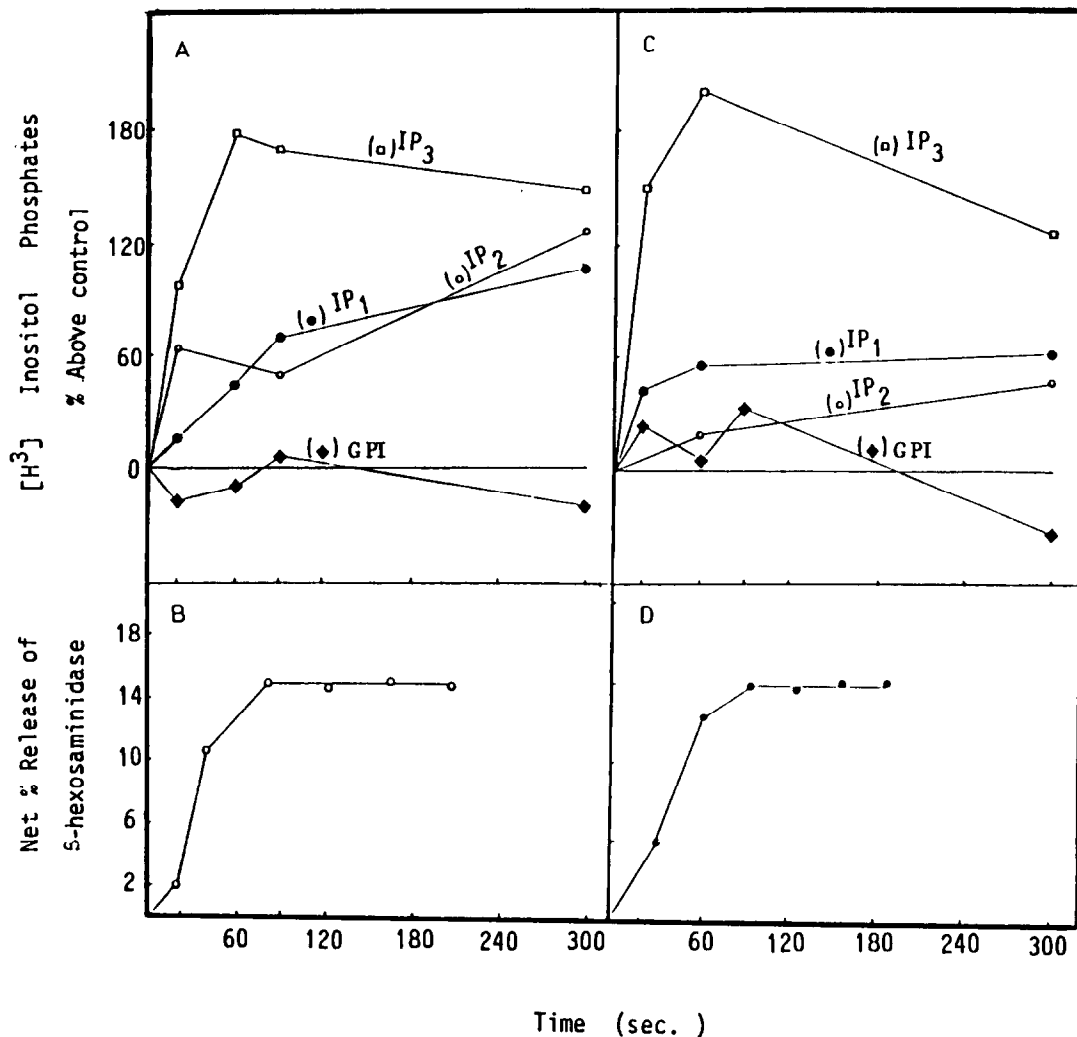 A
C
[H³] Inositol Phosphates
% Above control
180
120
60
0
(□)IP₃
(●)IP₁
(○)IP₂
(◆)GPI
(□)IP₃
(●)IP₁
(○)IP₂
(◆)GPI
B
D
Net % Release of
S-hexosaminidase
18
14
10
6
2
60 120 180 240 300
60 120 180 240 300
Time (sec.)